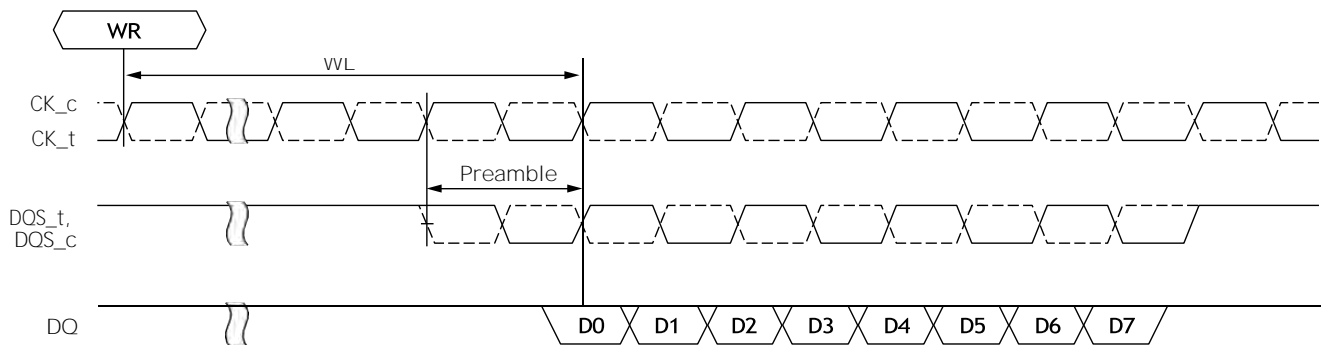 WR
WL
CK_c
CK_t
Preamble
DQS_t,
DQS_c
DQ
D0 D1 D2 D3 D4 D5 D6 D7